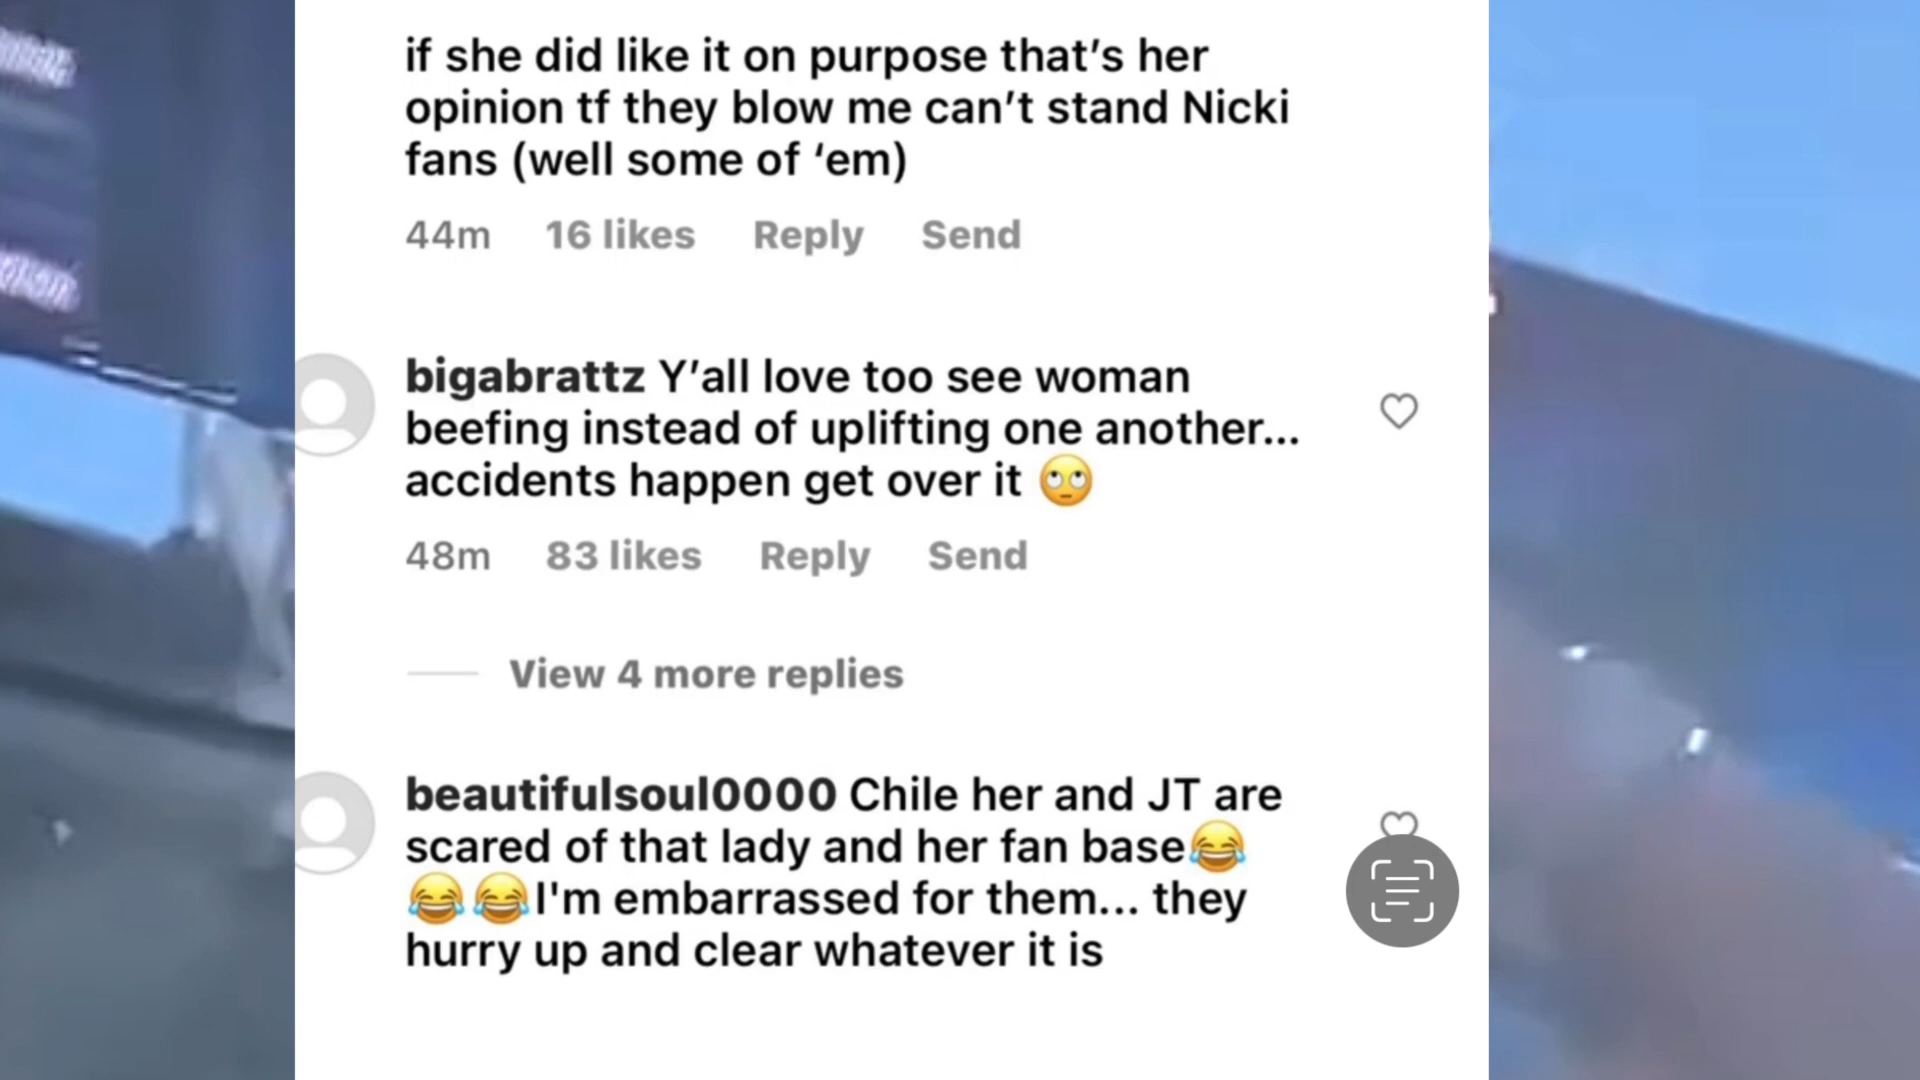 if she did like it on purpose that’s her
opinion tf they blow me can’t stand Nicki
fans (well some of ‘em)
44m 16 likes Reply Send
bigabrattz Y’all love too see woman
beefing instead of uplifting one another...
accidents happen get over it 🙄
48m 83 likes Reply Send
View 4 more replies
beautifulsoul0000 Chile her and JT are
scared of that lady and her fan base😂
😂😂I'm embarrassed for them... they
hurry up and clear whatever it is